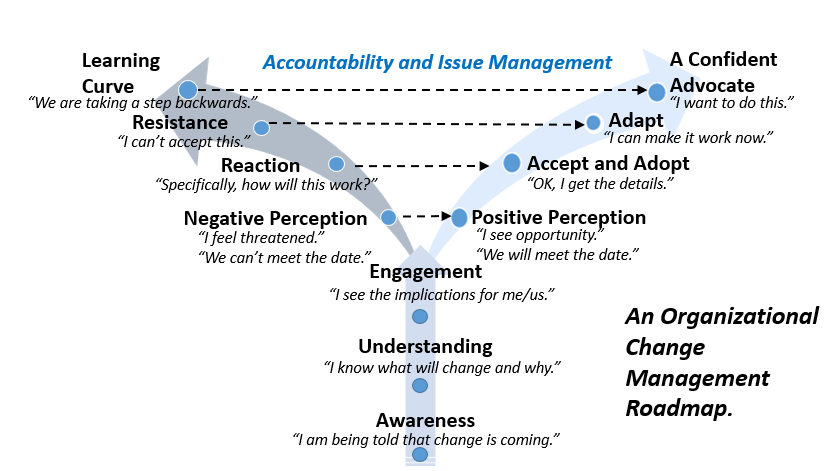 Accountability and Issue Management
Learning
Curve
“We are taking a step backwards.”
A Confident
Advocate
“I want to do this.”
Resistance
“I can’t accept this.”
Adapt
“I can make it work now.”
Reaction
“Specifically, how will this work?”
Accept and Adopt
“OK, I get the details.”
Negative Perception
“I feel threatened.”
“We can’t meet the date.”
Positive Perception
“I see opportunity.”
“We will meet the date.”
Engagement
“I see the implications for me/us.”
Understanding
“I know what will change and why.”
Awareness
“I am being told that change is coming.”
An Organizational
Change
Management
Roadmap.